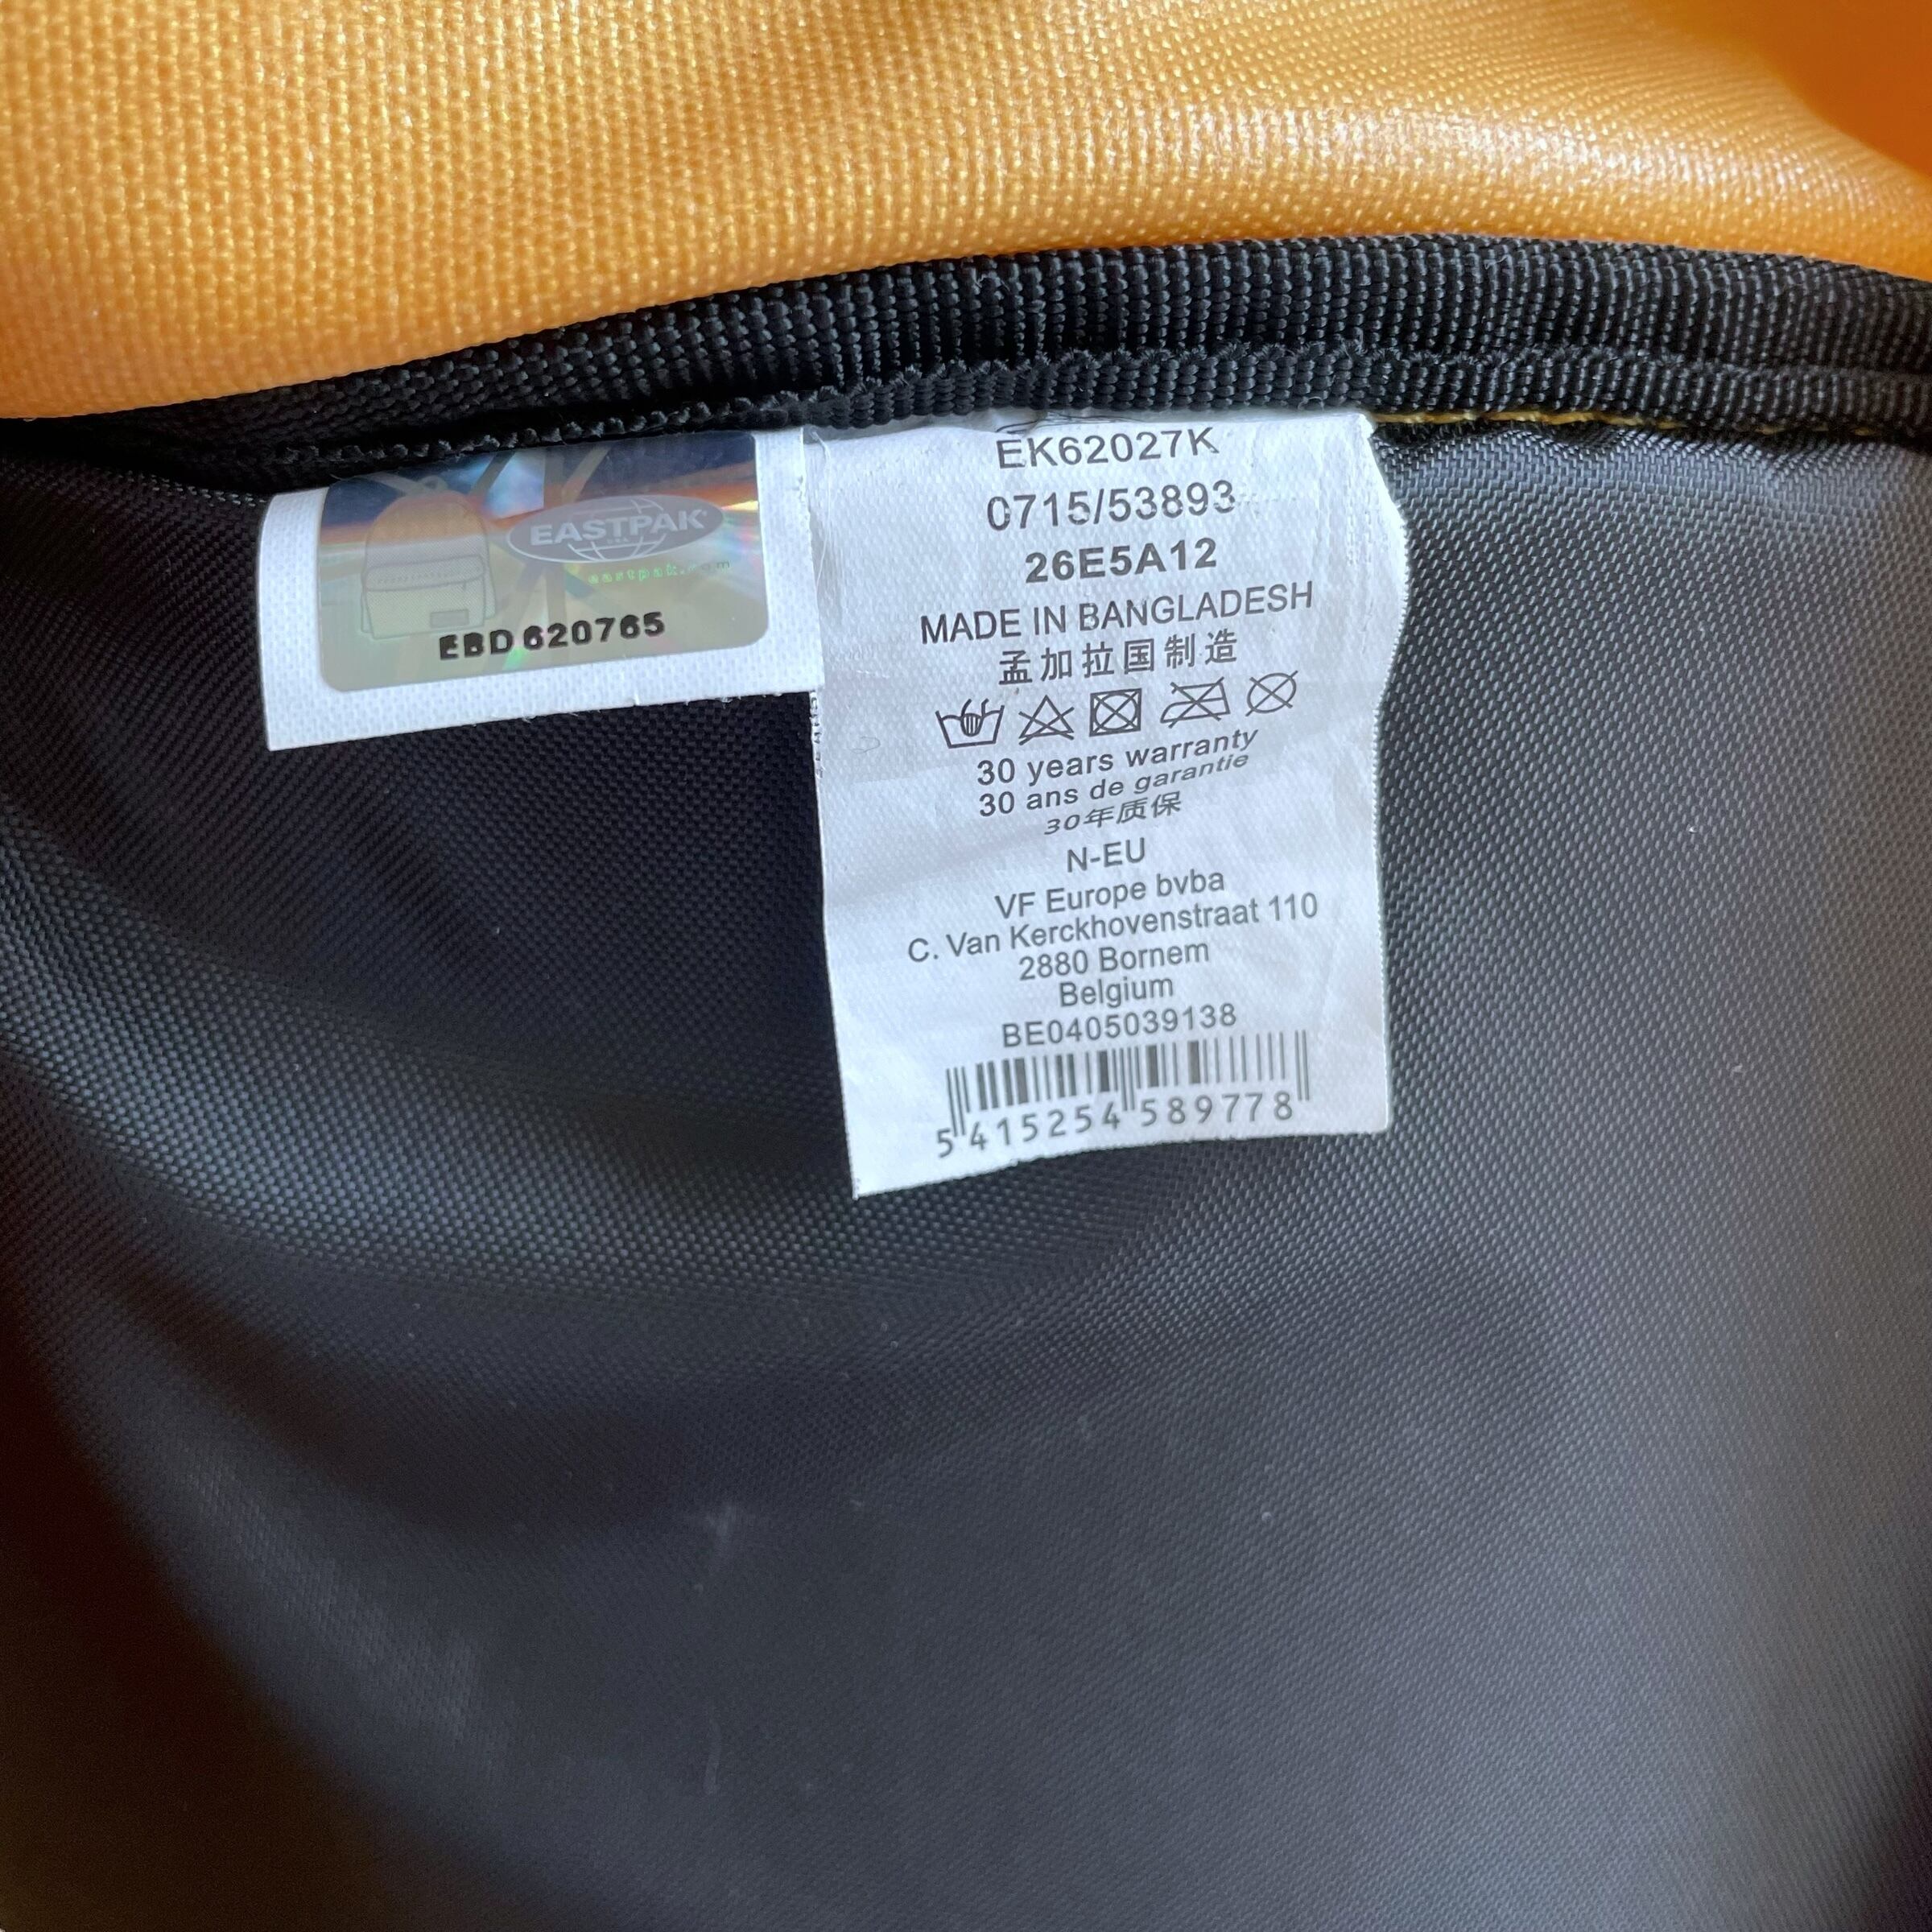 EASTPAK
eastpak.com
EBD 620765
EK62027K
0715/53893
26E5A12
MADE IN BANGLADESH
孟加拉国制造
30 years warranty
30 ans de garantie
30年质保
N-EU
VF Europe bvba
C. Van Kerckhovenstraat 110
2880 Bornem
Belgium
BE0405039138
5 415254 589778